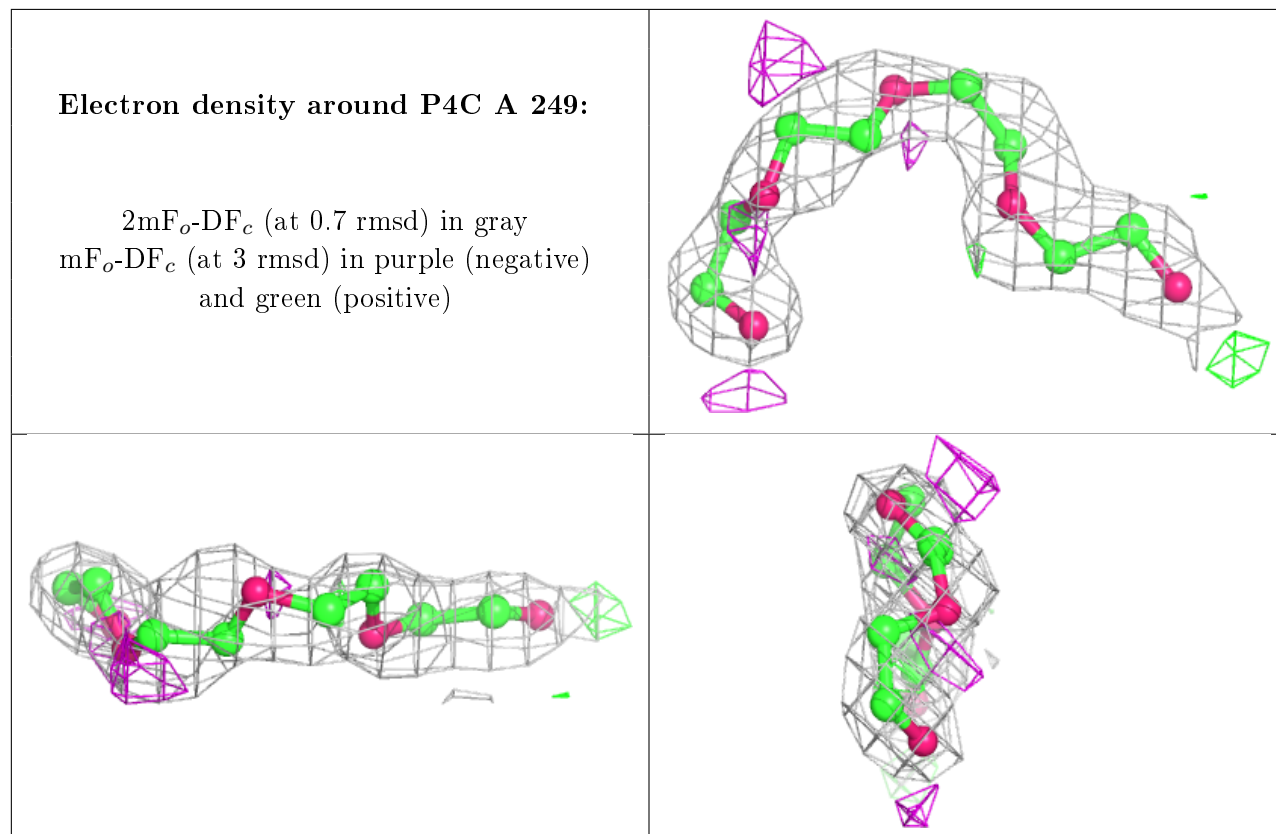 Electron density around P4C A 249:
2mFo-DFc (at 0.7 rmsd) in gray
mFo-DFc (at 3 rmsd) in purple (negative)
and green (positive)